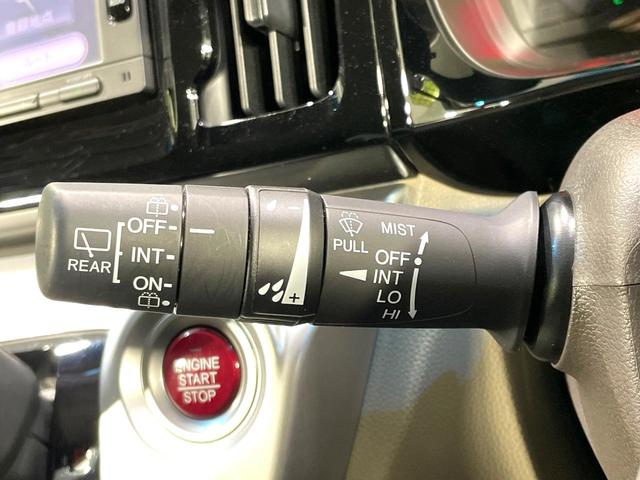 REAR
OFF
INT
ON
PULL
MIST
OFF
INT
LO
HI
ENGINE
START
STOP